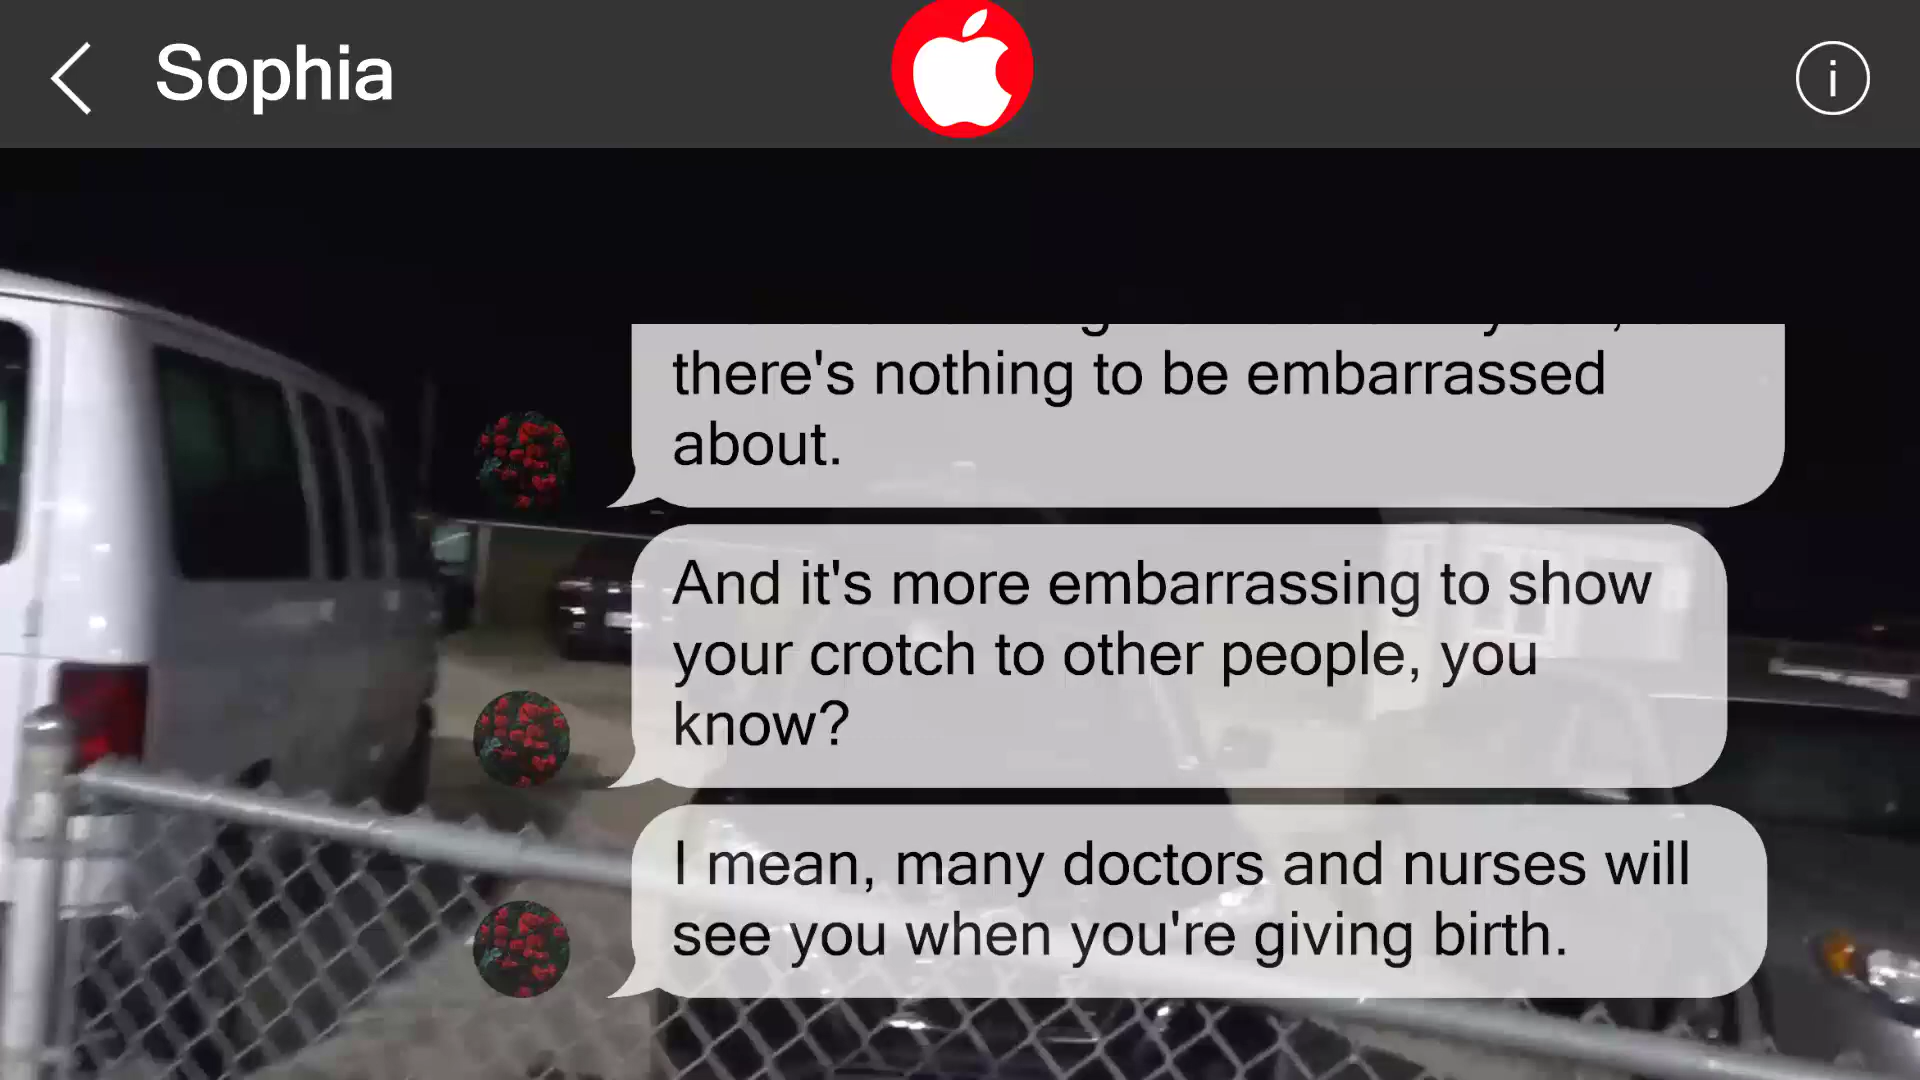 Sophia
there's nothing to be embarrassed
about.
And it's more embarrassing to show
your crotch to other people, you
know?
I mean, many doctors and nurses will
see you when you're giving birth.